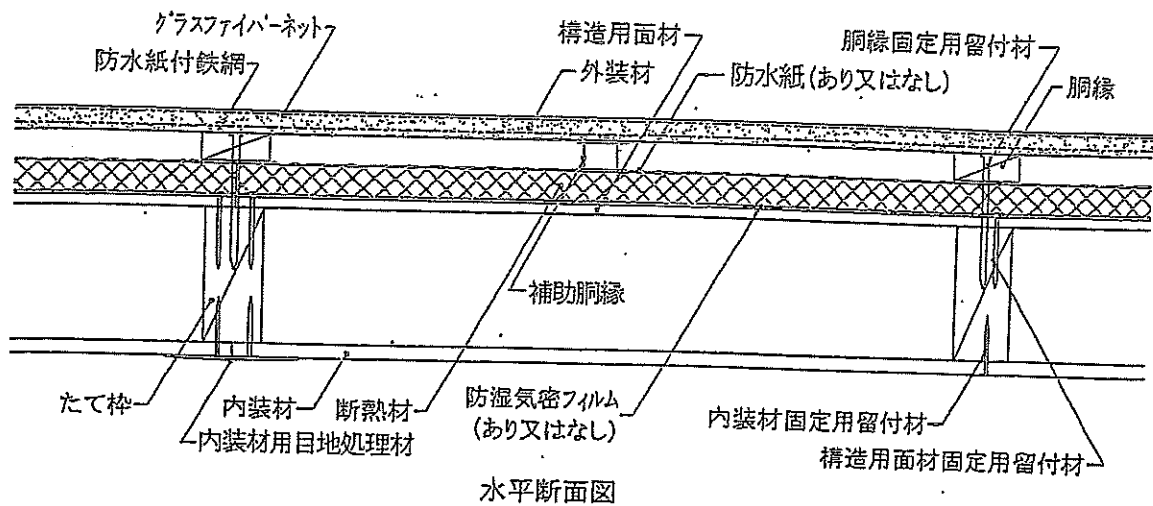 グラスファイバーネット
防水紙付鉄網
構造用面材
外装材
防水紙(あり又はなし)
胴縁固定用留付材
胴縁
補助胴縁
たて枠
内装材
内装材用目地処理材
断熱材
防湿気密フィルム
(あり又はなし)
内装材固定用留付材
構造用面材固定用留付材
水平断面図